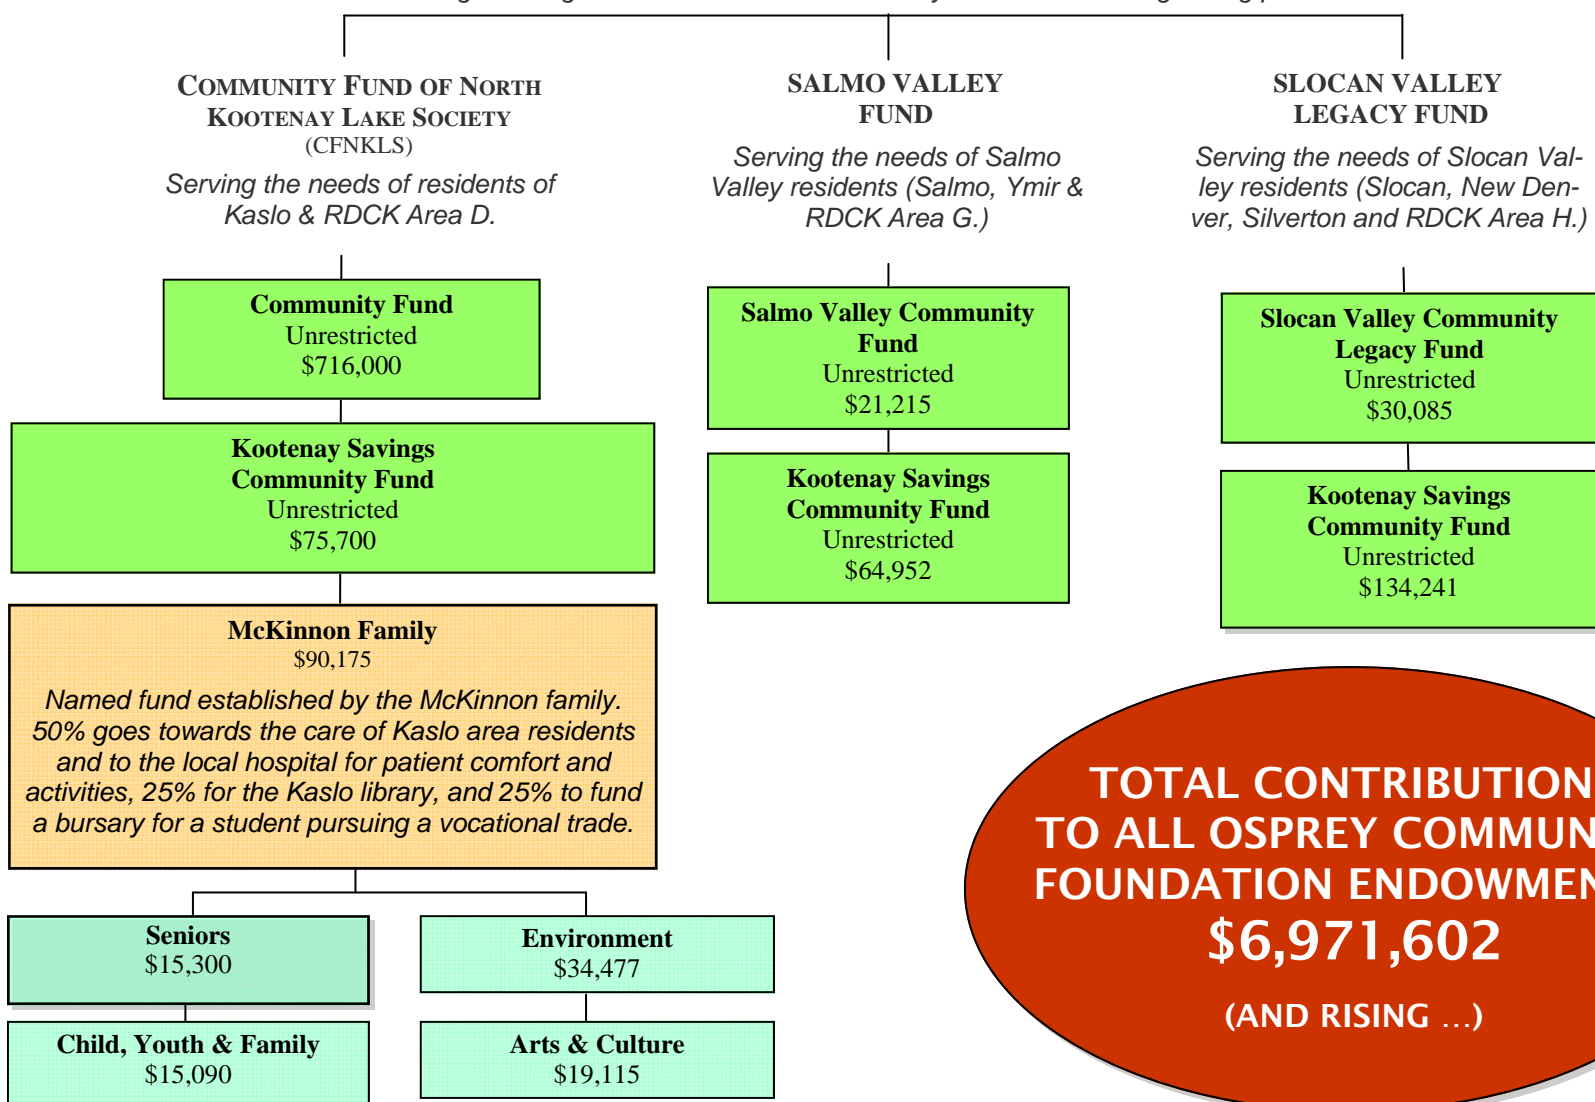 COMMUNITY FUND OF NORTH
KOOTENAY LAKE SOCIETY
(CFNKLS)
Serving the needs of residents of
Kaslo & RDCK Area D.
Community Fund
Unrestricted
$716,000
Kootenay Savings
Community Fund
Unrestricted
$75,700
McKinnon Family
$90,175
Named fund established by the McKinnon family.
50% goes towards the care of Kaslo area residents
and to the local hospital for patient comfort and
activities, 25% for the Kaslo library, and 25% to fund
a bursary for a student pursuing a vocational trade.
Seniors
$15,300
Child, Youth & Family
$15,090
Environment
$34,477
Arts & Culture
$19,115
SALMO VALLEY
FUND
Serving the needs of Salmo
Valley residents (Salmo, Ymir &
RDCK Area G.)
Salmo Valley Community
Fund
Unrestricted
$21,215
Kootenay Savings
Community Fund
Unrestricted
$64,952
SLOCAN VALLEY
LEGACY FUND
Serving the needs of Slocan Val-
ley residents (Slocan, New Den-
ver, Silverton and RDCK Area H.)
Slocan Valley Community
Legacy Fund
Unrestricted
$30,085
Kootenay Savings
Community Fund
Unrestricted
$134,241
TOTAL CONTRIBUTION
TO ALL OSPREY COMMUN
FOUNDATION ENDOWMEN
$6,971,602
(AND RISING …)